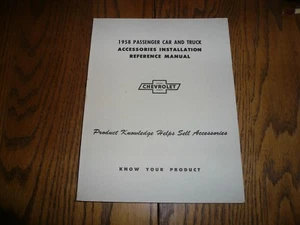 1958 PASSENGER CAR AND TRUCK
ACCESSORIES INSTALLATION
REFERENCE MANUAL
CHEVROLET
Product Knowledge Helps Sell Accessories
KNOW YOUR PRODUCT